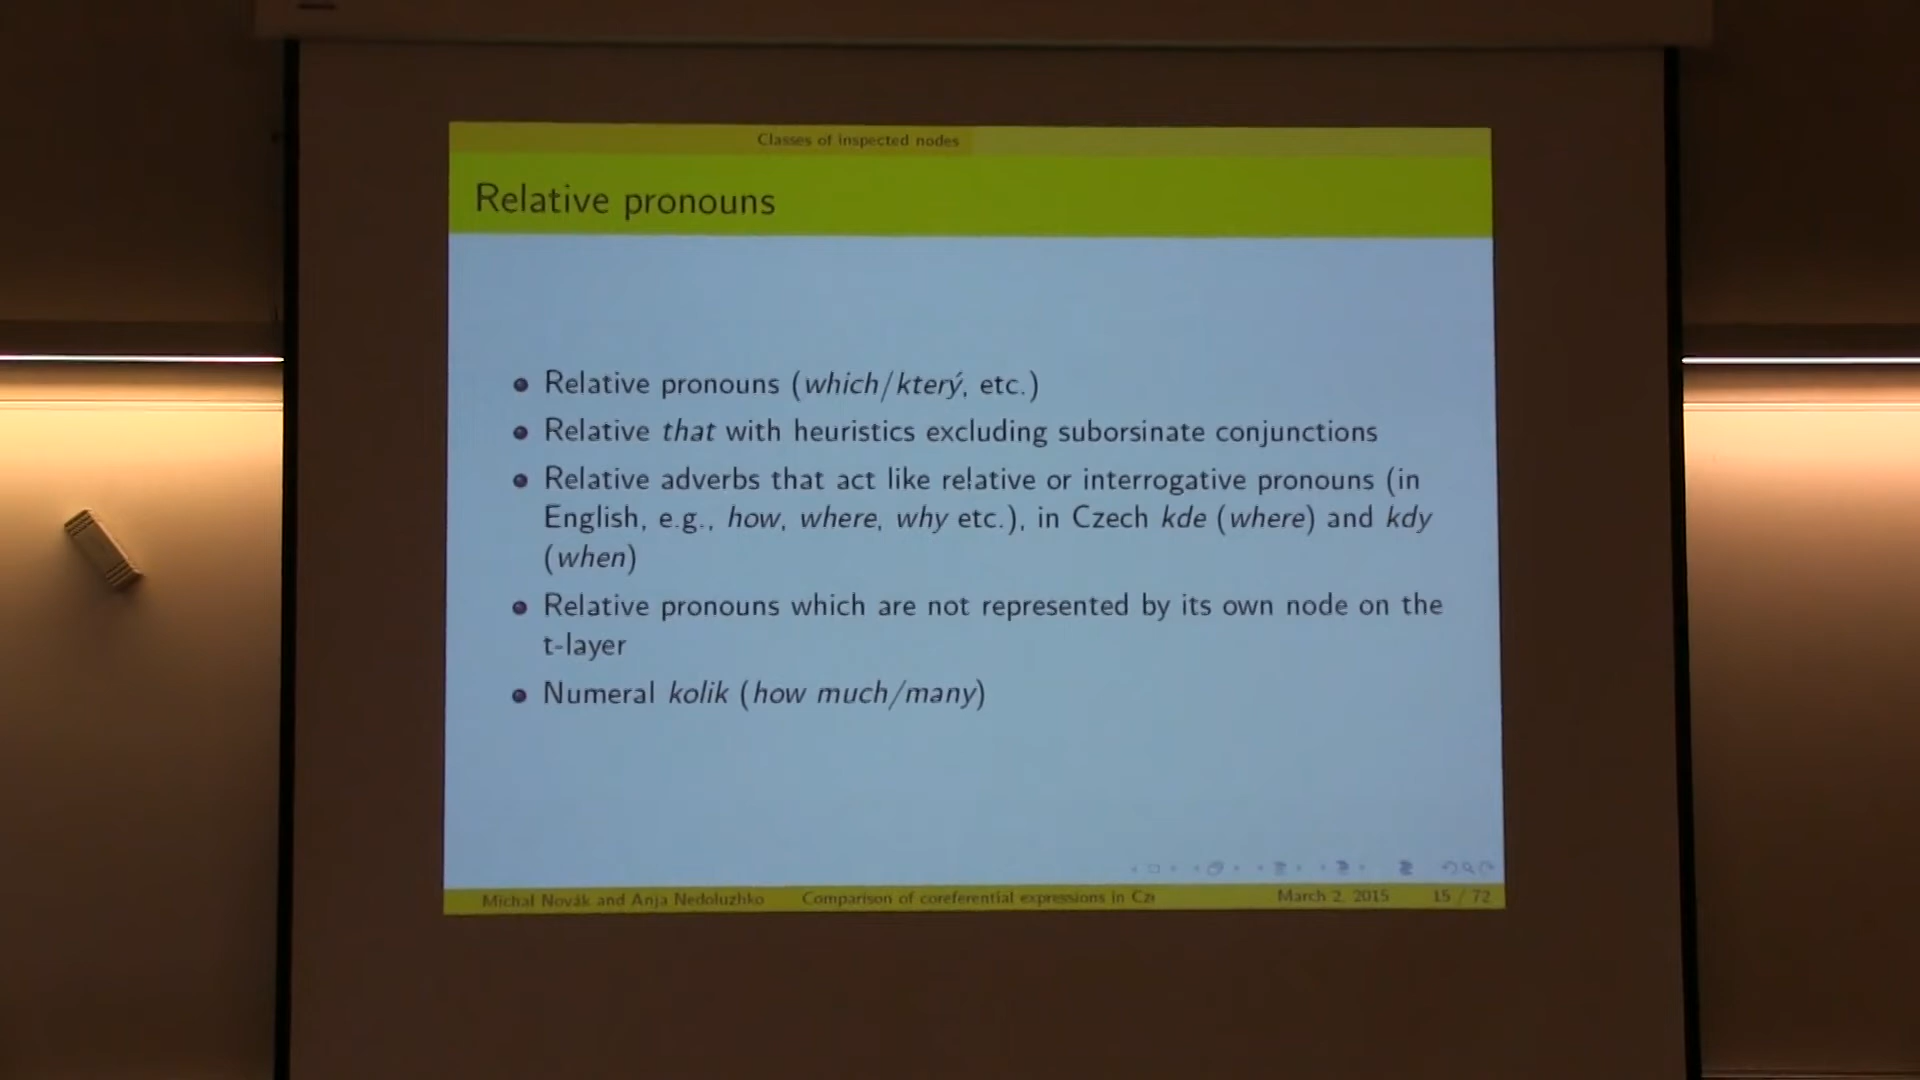 Classes of inspected nodes
Relative pronouns
Relative pronouns (which/který, etc.)
Relative that with heuristics excluding suborsinate conjunctions
Relative adverbs that act like relative or interrogative pronouns (in
English, e.g., how, where, why etc.), in Czech kde (where) and kdy
(when)
Relative pronouns which are not represented by its own node on the
t-layer
Numeral kolik (how much/many)
Michal Novák and Anja Nedoluzhko Comparison of coreferential expressions in Cze March 2, 2015 15 / 72